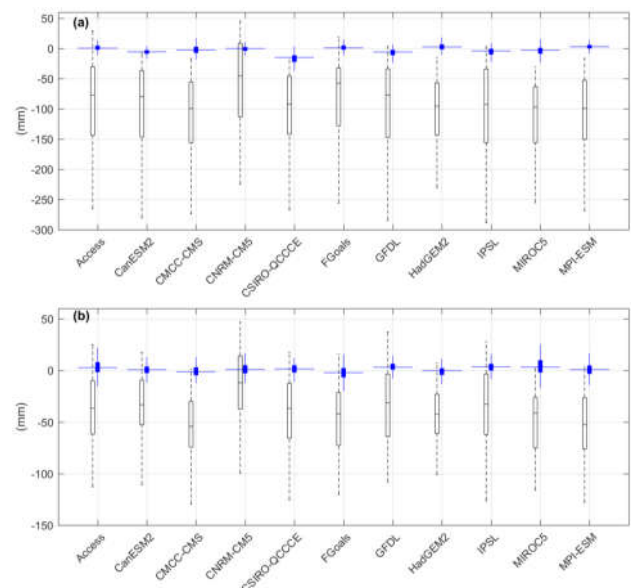 (a)
50
0
-50
-100
-150
-200
-250
-300
(mm)
Access
CanESM2
CMCC-CMS
CNRM-CM5
CSIRO-QCCCE
FGoals
GFDL
HadGEM2
IPSL
MIROC5
MPI-ESM
(b)
50
0
-50
-100
-150
(mm)
Access
CanESM2
CMCC-CMS
CNRM-CM5
CSIRO-QCCCE
FGoals
GFDL
HadGEM2
IPSL
MIROC5
MPI-ESM